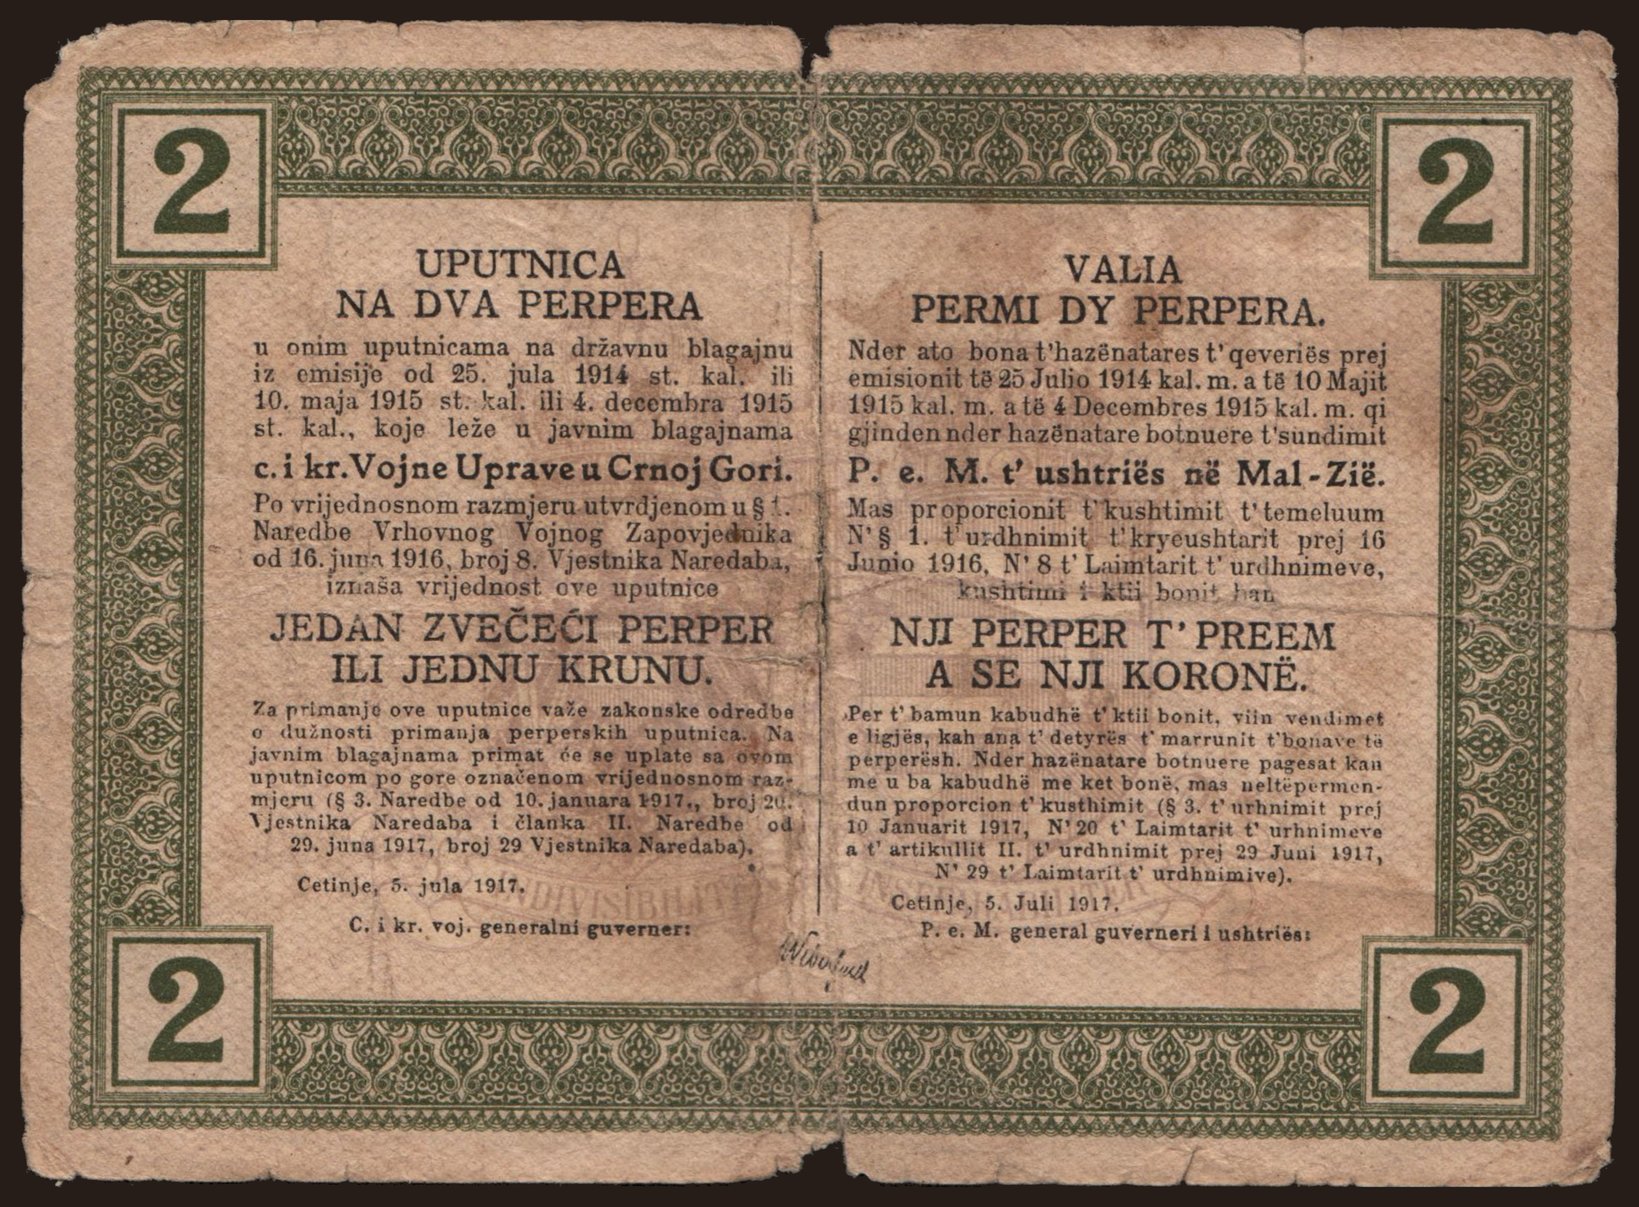 2
2
UPUTNICA
NA DVA PERPERA
u onim uputnicama na državnu blagajnu
iz emisije od 25. jula 1914 st. kal. ili
10. maja 1915 st. kal. ili 4. decembra 1915
st. kal., koje leže u javnim blagajnama
c. i kr. Vojne Uprave u Crnoj Gori.
Po vrijednosnom razmjeru utvrdjenom u § 1.
Naredbe Vrhovnog Vojnog Zapovjednika
od 16. juna 1916, broj 8. Vjestnika Naredaba,
iznaša vrijednost ove uputnice
JEDAN ZVEČEĆI PERPER
ILI JEDNU KRUNU.
Za primanje ove uputnice važe zakonske odredbe
o dužnosti primanja perperskih uputnica. Na
javnim blagajnama primat će se uplate sa ovom
uputnicom po gore označenom vrijednosnom raz-
mjeru (§ 3. Naredbe od 10. januara 1917., broj 20.
Vjestnika Naredaba i članka II. Naredbe od
29. juna 1917, broj 29 Vjestnika Naredaba).
Cetinje, 5. jula 1917.
C. i kr. voj. generalni guverner:
VALIA
PERMI DY PERPERA.
Nder ato bona t'hazënatares t' qeveriës prej
emisionit të 25 Julio 1914 kal. m. a të 10 Majit
1915 kal. m. a të 4 Decembres 1915 kal. m. qi
gjinden nder hazënatare botnuere t'sundimit
P. e. M. t' ushtriës në Mal-Zië.
Mas proporcionit t'kushtimit t'temeluum
N' § 1. t'urdhnimit t'kryeushtarit prej 16
Junio 1916, N' 8 t' Laimtarit t' urdhnimeve,
kushtimi i ktii bonit han
NJI PERPER T' PREEM
A SE NJI KORONË.
Per t' bamun kabudhë t' ktii bonit, viin vendimet
e ligjës, kah ana t' detyrës t' marrunit t'bonave të
perperësh. Nder hazënatare botnuere pagesat kan
me u ba kabudhë me ket bonë, mas neltëpermen-
dun proporcion t' kusthimit (§ 3. t' urhnimit prej
10 Januarit 1917, N' 20 t' Laimtarit t' urhnimeve
a t' artikullit II. t' urdhnimit prej 29 Juni 1917,
N' 29 t' Laimtarit t' urdhnimive).
Cetinje, 5. Juli 1917.
P. e. M. general guverneri i ushtriës:
2
2